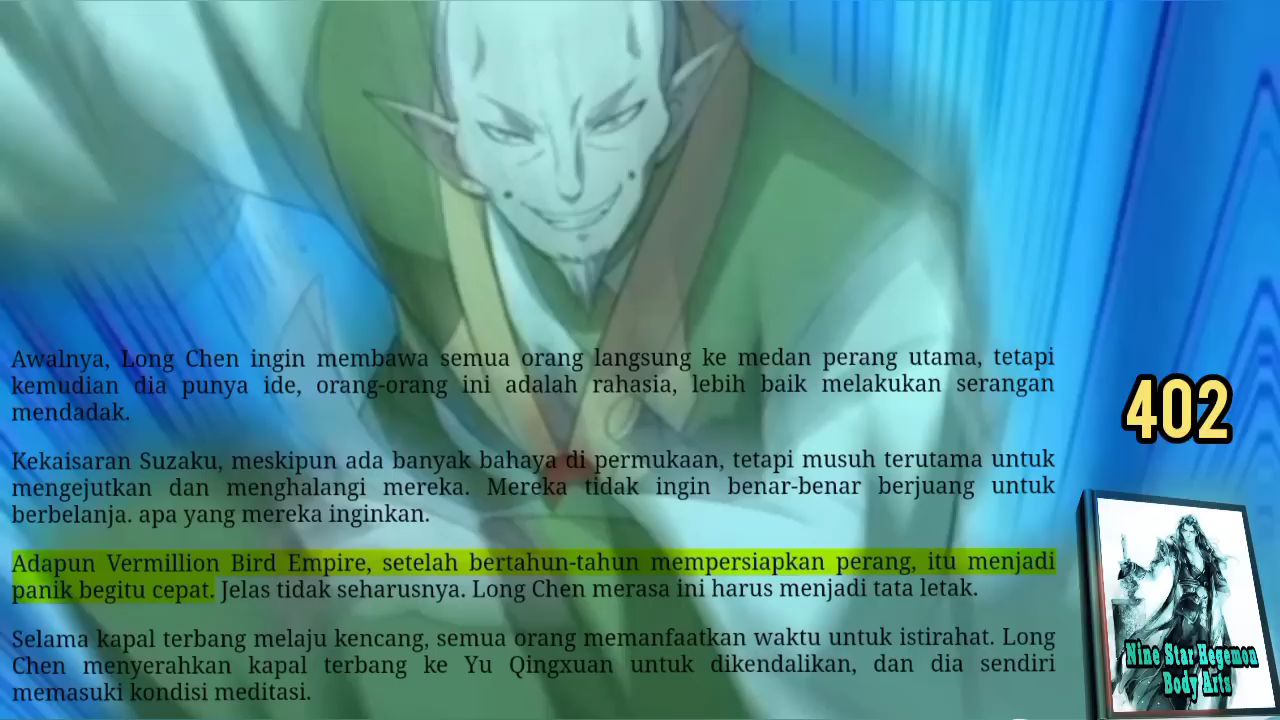 Awalnya, Long Chen ingin membawa semua orang langsung ke medan perang utama, tetapi
kemudian dia punya ide, orang-orang ini adalah rahasia, lebih baik melakukan serangan
mendadak.
Kekaisaran Suzaku, meskipun ada banyak bahaya di permukaan, tetapi musuh terutama untuk
mengejutkan dan menghalangi mereka. Mereka tidak ingin benar-benar berjuang untuk
berbelanja. apa yang mereka inginkan.
Adapun Vermillion Bird Empire, setelah bertahun-tahun mempersiapkan perang, itu menjadi
panik begitu cepat. Jelas tidak seharusnya. Long Chen merasa ini harus menjadi tata letak.
Selama kapal terbang melaju kencang, semua orang memanfaatkan waktu untuk istirahat. Long
Chen menyerahkan kapal terbang ke Yu Qingxuan untuk dikendalikan, dan dia sendiri
memasuki kondisi meditasi.
402
Nine Star Hegemon
Body Arts